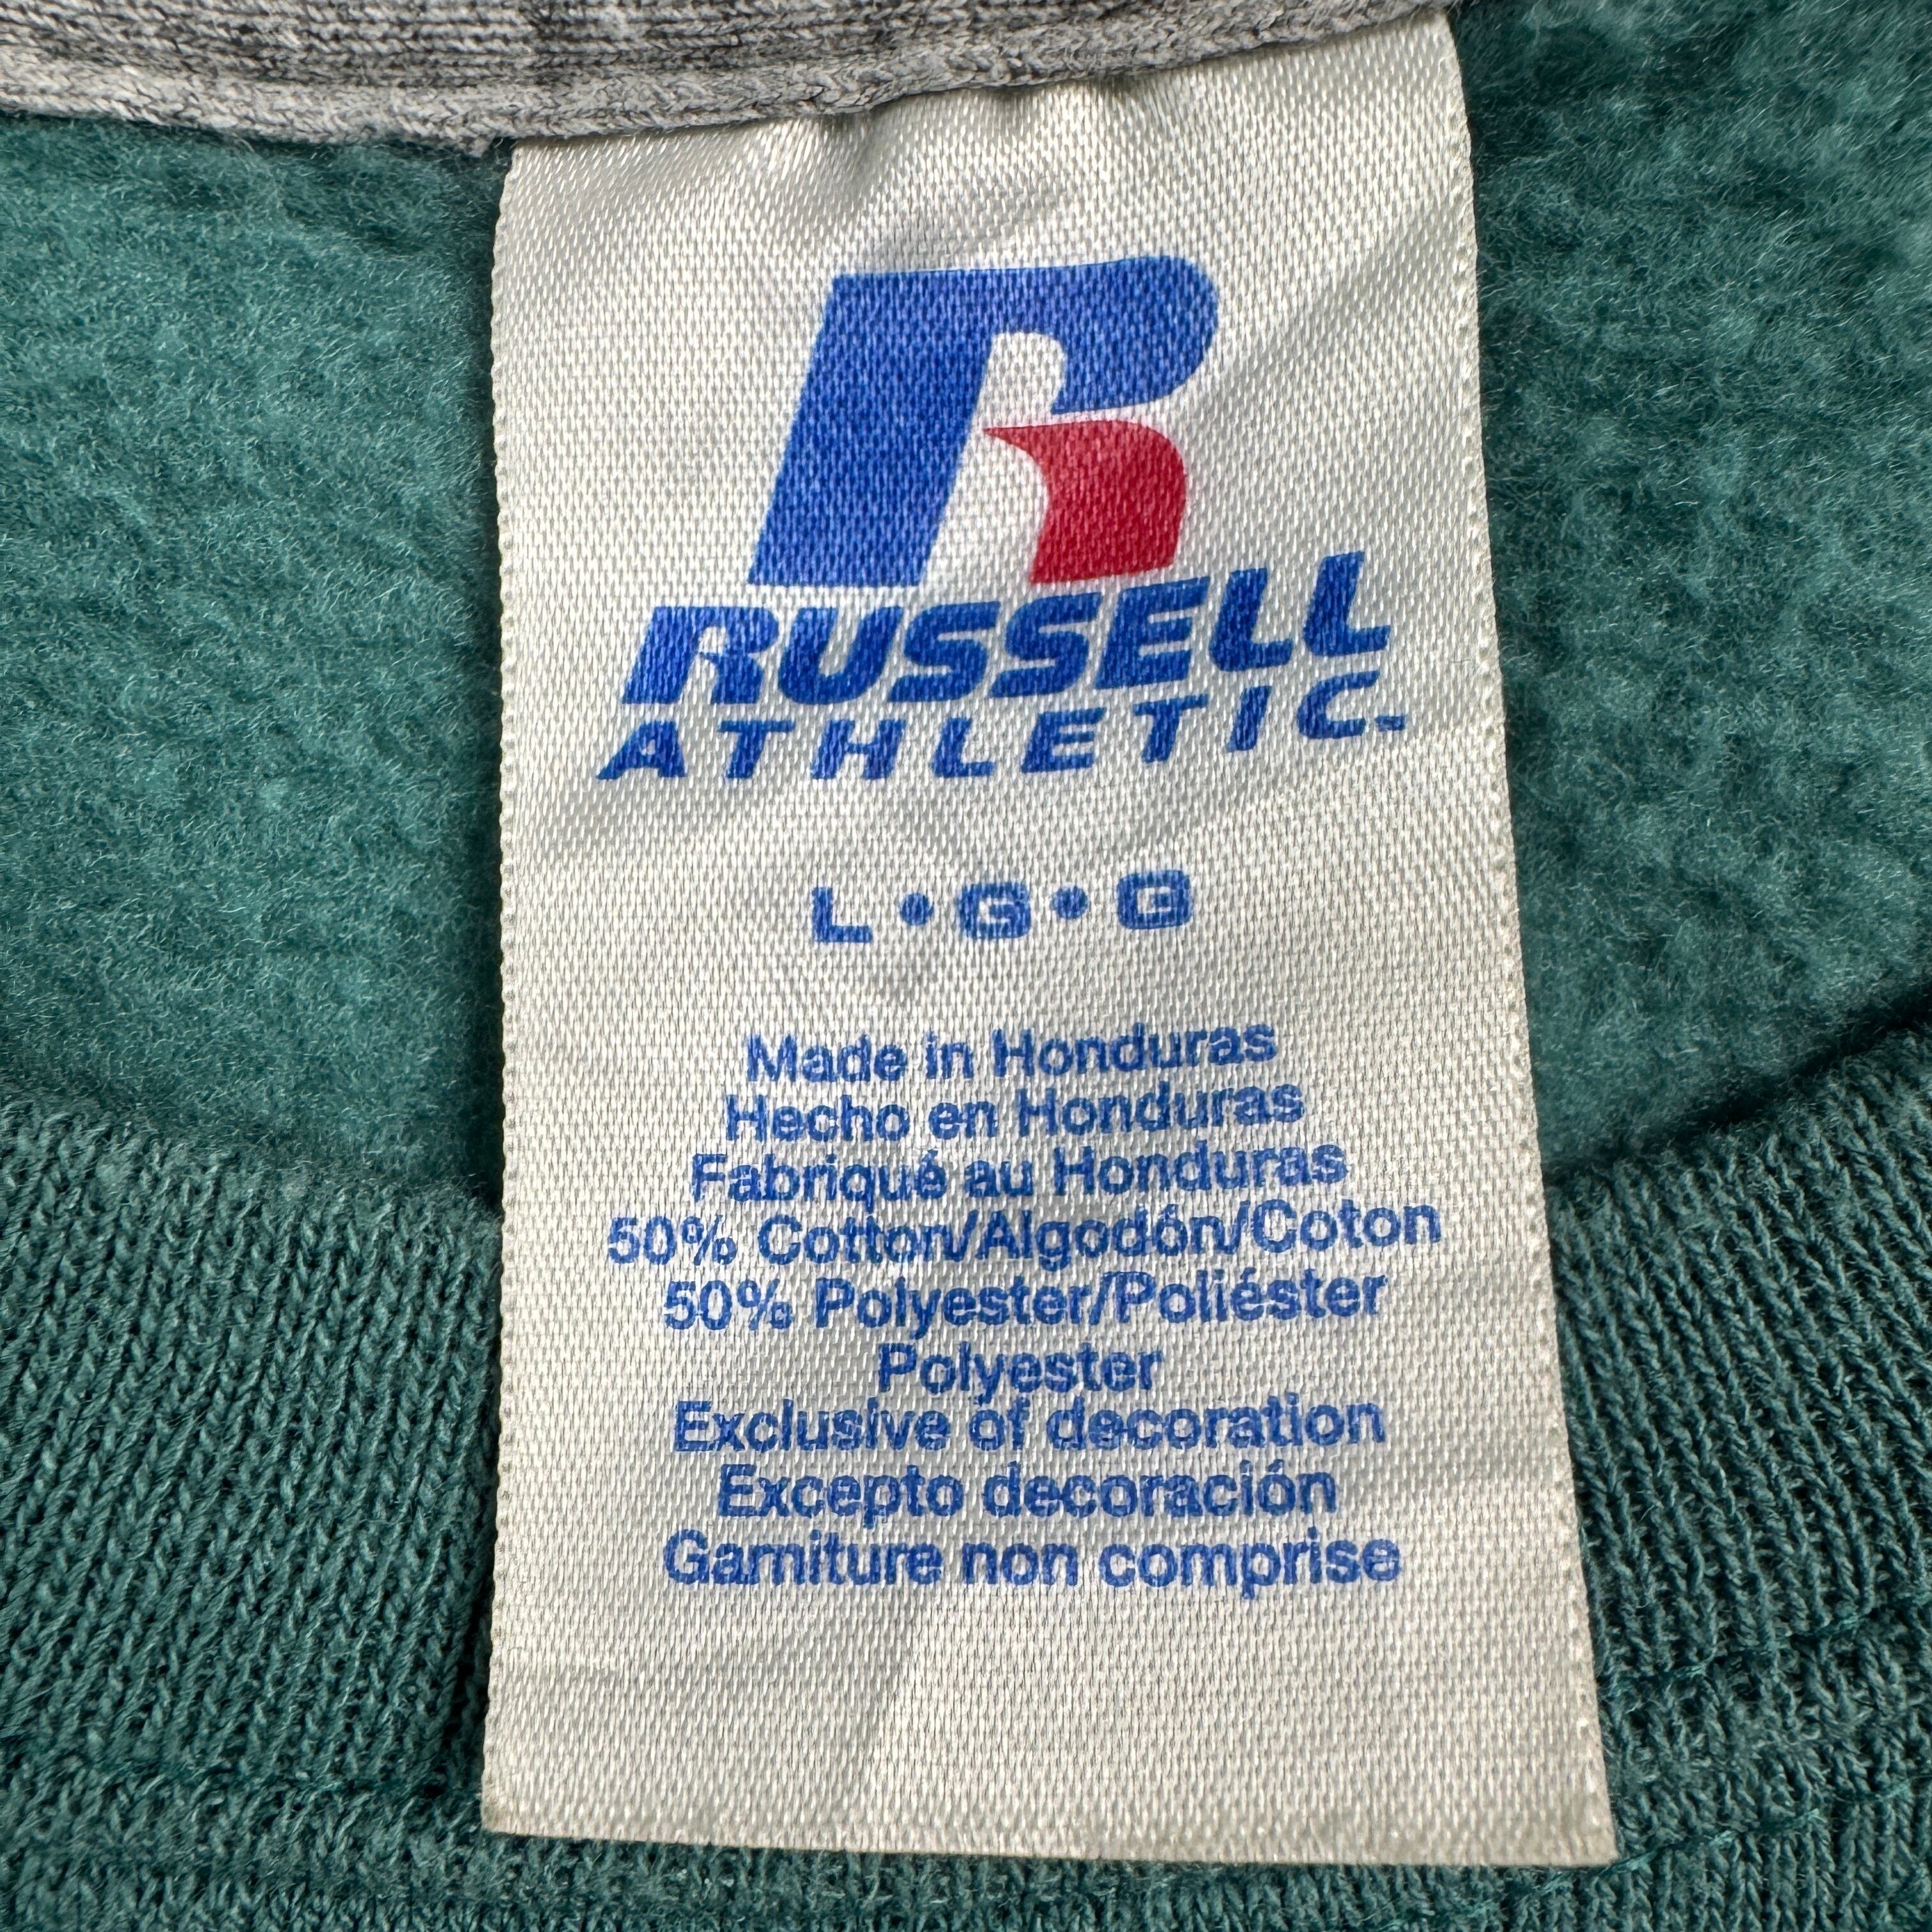 R
RUSSELL
ATHLETIC™
L•G•G
Made in Honduras
Hecho en Honduras
Fabriqué au Honduras
50% Cotton/Algodón/Coton
50% Polyester/Poliéster
Polyester
Exclusive of decoration
Excepto decoración
Garniture non comprise